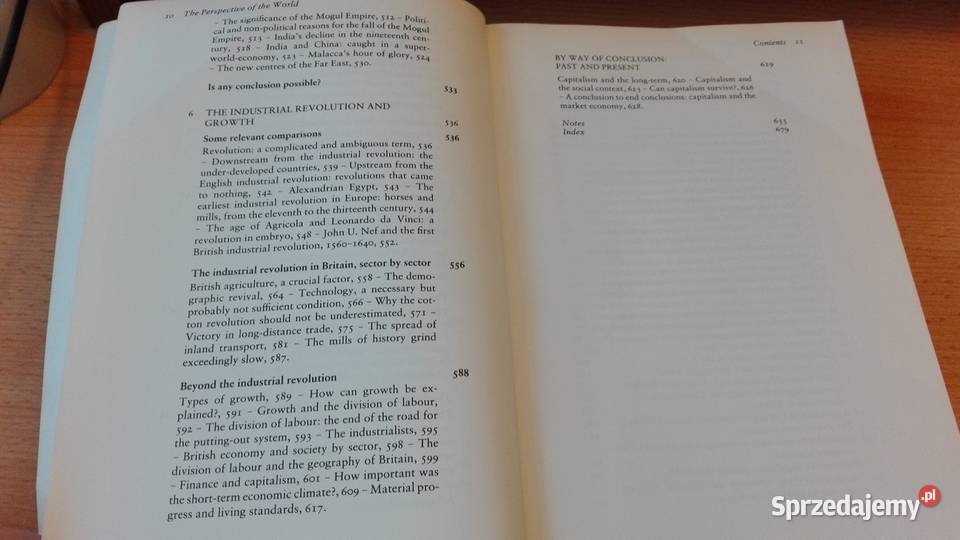 10 The Perspective of the World
– The significance of the Mogul Empire, 512 – Politi-
cal and non-political reasons for the fall of the Mogul
Empire, 513 – India's decline in the nineteenth cen-
tury, 518 – India and China: caught in a super-
world-economy, 523 – Malacca's hour of glory, 524
– The new centres of the Far East, 530.
Is any conclusion possible? 533
6 THE INDUSTRIAL REVOLUTION AND
GROWTH 536
Some relevant comparisons 536
Revolution: a complicated and ambiguous term, 536
– Downstream from the industrial revolution: the
under-developed countries, 539 – Upstream from the
English industrial revolution: revolutions that came
to nothing, 542 – Alexandrian Egypt, 543 – The
earliest industrial revolution in Europe: horses and
mills, from the eleventh to the thirteenth century, 544
– The age of Agricola and Leonardo da Vinci: a
revolution in embryo, 548 – John U. Nef and the first
British industrial revolution, 1560–1640, 552.
The industrial revolution in Britain, sector by sector 556
British agriculture, a crucial factor, 558 – The demo-
graphic revival, 564 – Technology, a necessary but
probably not sufficient condition, 566 – Why the cot-
ton revolution should not be underestimated, 571 –
Victory in long-distance trade, 575 – The spread of
inland transport, 581 – The mills of history grind
exceedingly slow, 587.
Beyond the industrial revolution 588
Types of growth, 589 – How can growth be ex-
plained?, 591 – Growth and the division of labour,
592 – The division of labour: the end of the road for
the putting-out system, 593 – The industrialists, 595
– British economy and society by sector, 598 – The
division of labour and the geography of Britain, 599
– Finance and capitalism, 601 – How important was
the short-term economic climate?, 609 – Material pro-
gress and living standards, 617.
Contents 11
BY WAY OF CONCLUSION:
PAST AND PRESENT 619
Capitalism and the long-term, 620 – Capitalism and
the social context, 623 – Can capitalism survive?, 626
– A conclusion to end conclusions: capitalism and the
market economy, 628.
Notes 633
Index 679
Sprzedajemy.pl